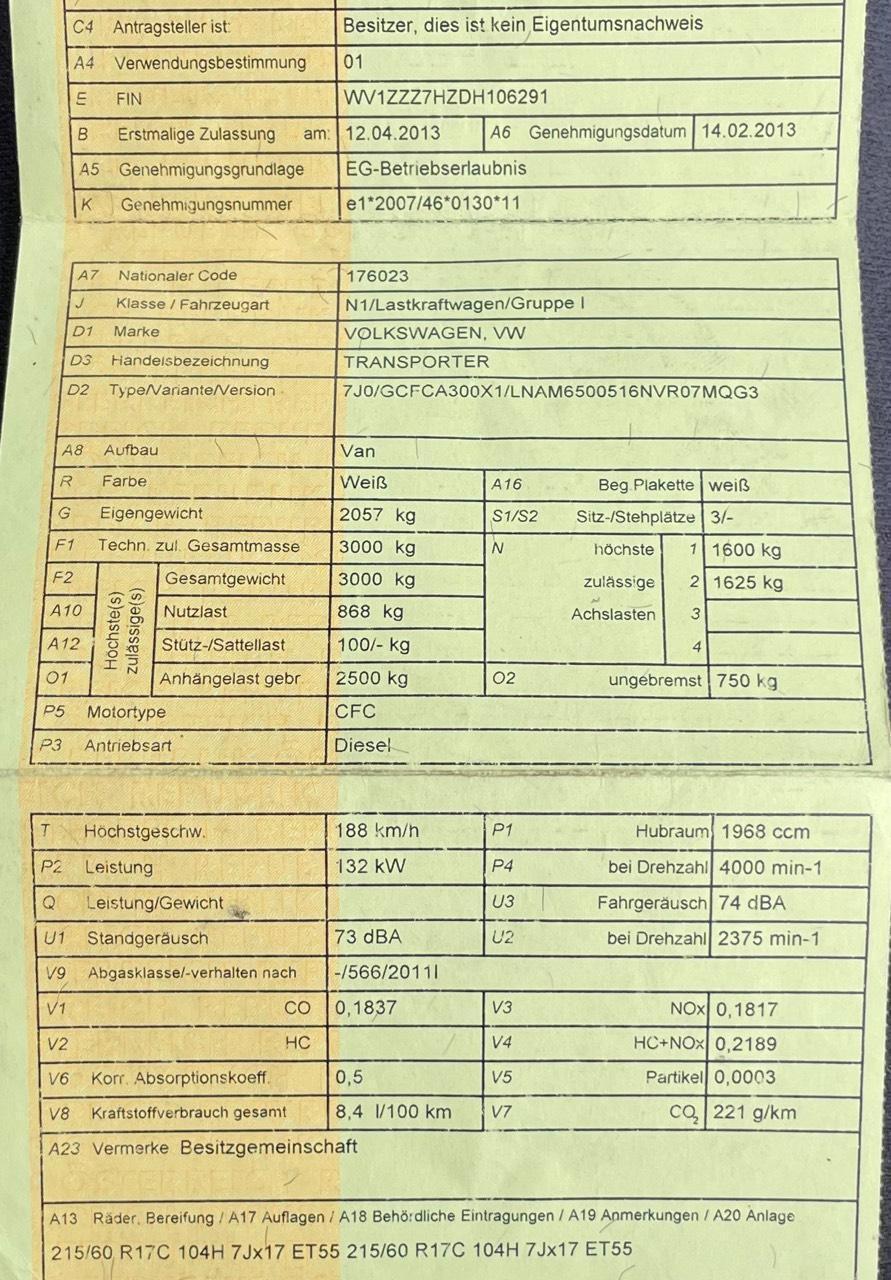 C4 Antragsteller ist: Besitzer, dies ist kein Eigentumsnachweis
A4 Verwendungsbestimmung 01
E FIN WV1ZZZ7HZDH106291
B Erstmalige Zulassung am: 12.04.2013 A6 Genehmigungsdatum 14.02.2013
A5 Genehmigungsgrundlage EG-Betriebserlaubnis
K Genehmigungsnummer e1*2007/46*0130*11
A7 Nationaler Code 176023
J Klasse / Fahrzeugart N1/Lastkraftwagen/Gruppe I
D1 Marke VOLKSWAGEN, VW
D3 Handelsbezeichnung TRANSPORTER
D2 Type/Variante/Version 7J0/GCFCA300X1/LNAM6500516NVR07MQG3
A8 Aufbau Van
R Farbe Weiß A16 Beg.Plakette weiß
G Eigengewicht 2057 kg S1/S2 Sitz-/Stehplätze 3/-
F1 Techn. zul. Gesamtmasse 3000 kg N höchste 1 1600 kg
F2 Höchste(s) zulässige(s) Gesamtgewicht 3000 kg zulässige 2 1625 kg
A10 Nutzlast 868 kg Achslasten 3
A12 Stütz-/Sattellast 100/- kg 4
O1 Anhängelast gebr. 2500 kg O2 ungebremst 750 kg
P5 Motortype CFC
P3 Antriebsart Diesel
T Höchstgeschw. 188 km/h P1 Hubraum 1968 ccm
P2 Leistung 132 kW P4 bei Drehzahl 4000 min-1
Q Leistung/Gewicht U3 Fahrgeräusch 74 dBA
U1 Standgeräusch 73 dBA U2 bei Drehzahl 2375 min-1
V9 Abgasklasse/-verhalten nach -/566/2011I
V1 CO 0,1837 V3 NOx 0,1817
V2 HC V4 HC+NOx 0,2189
V6 Korr. Absorptionskoeff. 0,5 V5 Partikel 0,0003
V8 Kraftstoffverbrauch gesamt 8,4 l/100 km V7 CO₂ 221 g/km
A23 Vermerke Besitzgemeinschaft
A13 Räder, Bereifung / A17 Auflagen / A18 Behördliche Eintragungen / A19 Anmerkungen / A20 Anlage
215/60 R17C 104H 7Jx17 ET55 215/60 R17C 104H 7Jx17 ET55